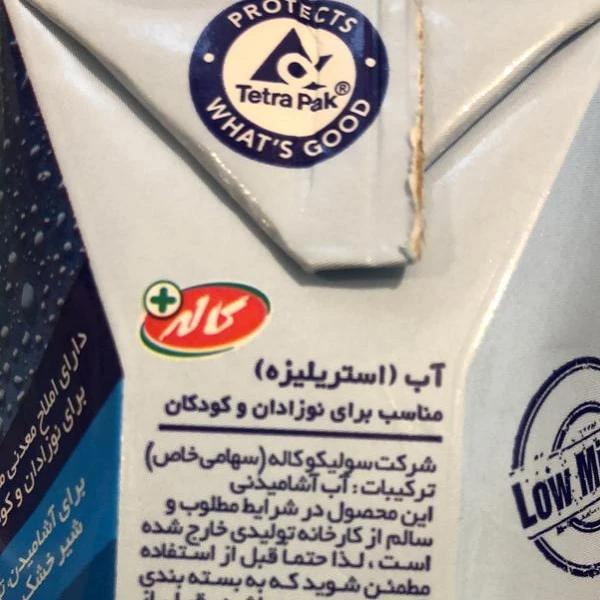 PROTECTS
Tetra Pak®
WHAT'S GOOD
کاله
آب (استریلیزه)
مناسب برای نوزادان و کودکان
شرکت سولیکو کاله (سهامی خاص)
ترکیبات : آب آشامیدنی
این محصول در شرایط مطلوب و
سالم از کارخانه تولیدی خارج شده
است ، لذا حتما قبل از استفاده
مطمئن شوید که به بسته بندی
دارای املاح معدنی
برای نوزادان و
برای آشامیدن
شیر خشک
Low